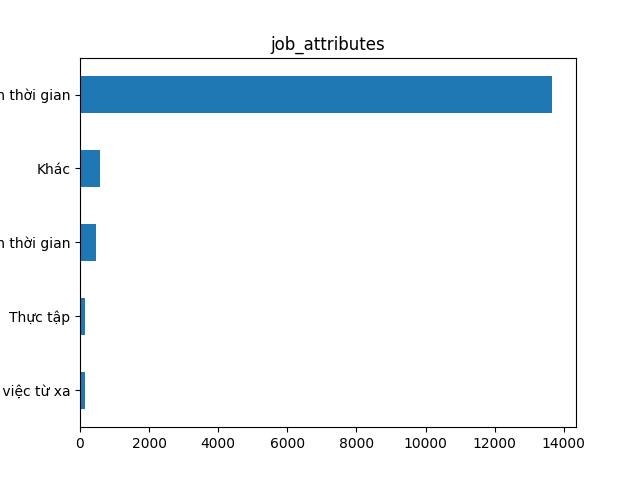 job_attributes
n thời gian
Khác
n thời gian
Thực tập
việc từ xa
0 2000 4000 6000 8000 10000 12000 14000